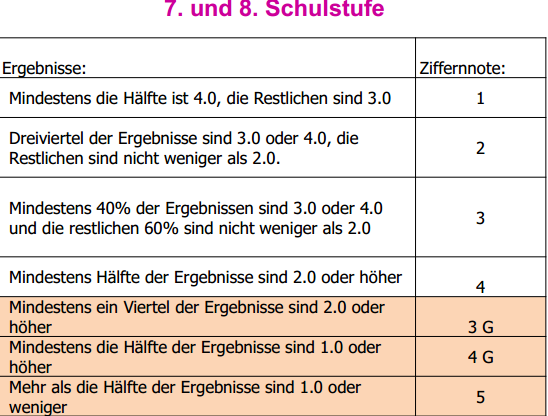 7. und 8. Schulstufe
Ergebnisse: Ziffernnote:
Mindestens die Hälfte ist 4.0, die Restlichen sind 3.0 1
Dreiviertel der Ergebnisse sind 3.0 oder 4.0, die
Restlichen sind nicht weniger als 2.0. 2
Mindestens 40% der Ergebnissen sind 3.0 oder 4.0
und die restlichen 60% sind nicht weniger als 2.0 3
Mindestens Hälfte der Ergebnisse sind 2.0 oder höher 4
Mindestens ein Viertel der Ergebnisse sind 2.0 oder
höher 3 G
Mindestens die Hälfte der Ergebnisse sind 1.0 oder
höher 4 G
Mehr als die Hälfte der Ergebnisse sind 1.0 oder
weniger 5